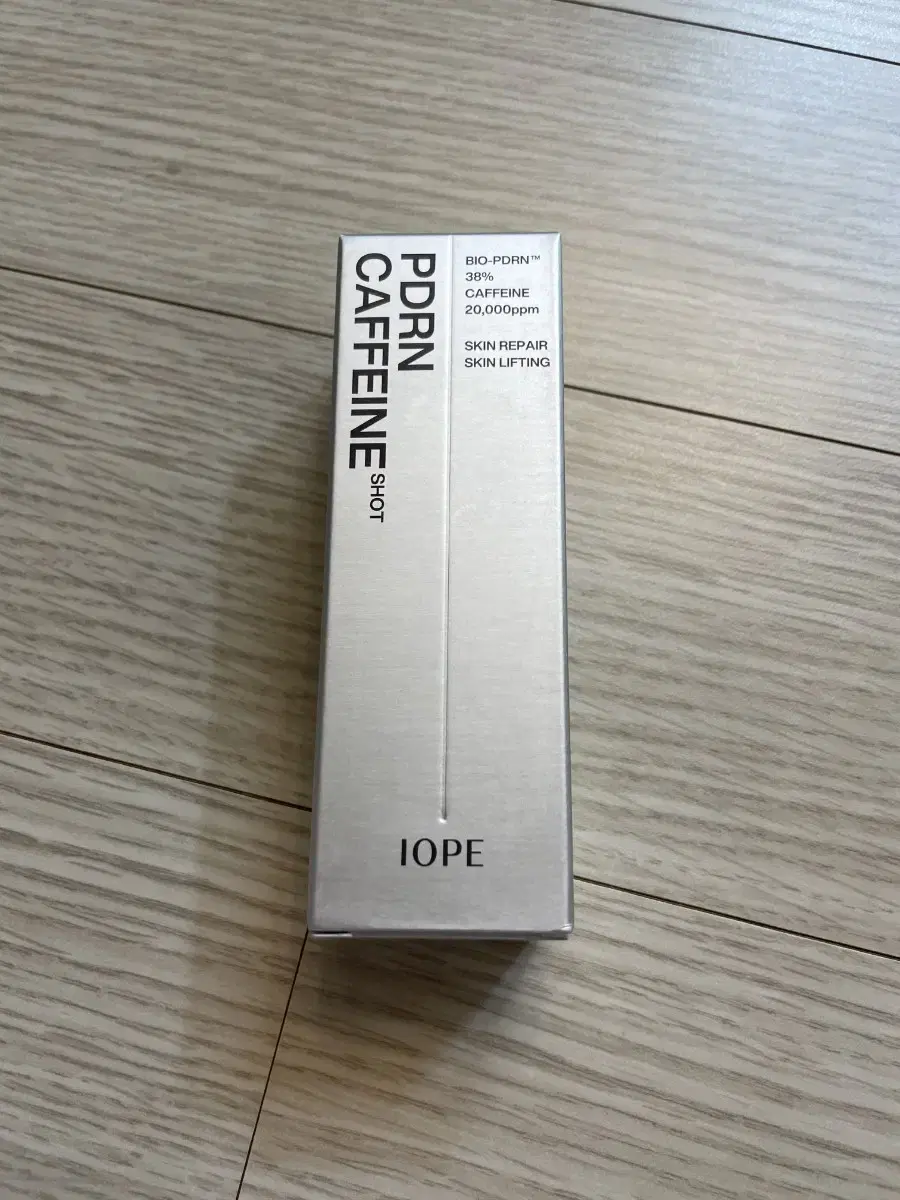 PDRN
CAFFEINE SHOT
BIO-PDRN™
38%
CAFFEINE
20,000ppm
SKIN REPAIR
SKIN LIFTING
IOPE